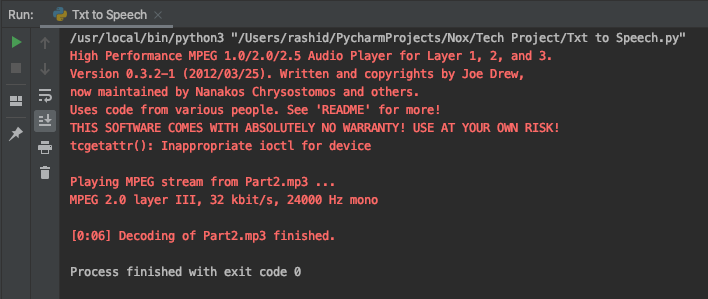 Run: Txt to Speech
/usr/local/bin/python3 "/Users/rashid/PycharmProjects/Nox/Tech Project/Txt to Speech.py"
High Performance MPEG 1.0/2.0/2.5 Audio Player for Layer 1, 2, and 3.
Version 0.3.2-1 (2012/03/25). Written and copyrights by Joe Drew,
now maintained by Nanakos Chrysostomos and others.
Uses code from various people. See 'README' for more!
THIS SOFTWARE COMES WITH ABSOLUTELY NO WARRANTY! USE AT YOUR OWN RISK!
tcgetattr(): Inappropriate ioctl for device
Playing MPEG stream from Part2.mp3 ...
MPEG 2.0 layer III, 32 kbit/s, 24000 Hz mono
[0:06] Decoding of Part2.mp3 finished.
Process finished with exit code 0